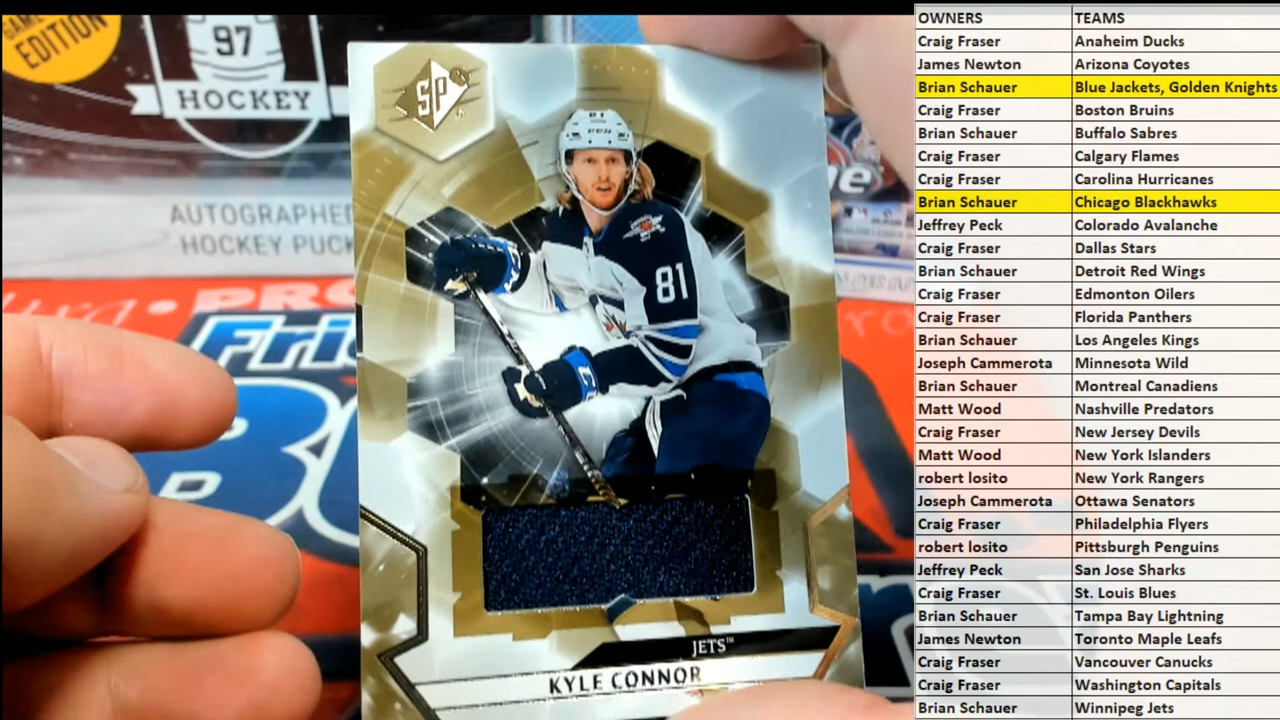 GAME
EDITION
97
HOCKEY
AUTOGRAPHED
HOCKEY PUCK
PRO
Fri
SP
81
CCM
81
JETS™
KYLE CONNOR
OWNERS TEAMS
Craig Fraser Anaheim Ducks
James Newton Arizona Coyotes
Brian Schauer Blue Jackets, Golden Knights
Craig Fraser Boston Bruins
Brian Schauer Buffalo Sabres
Craig Fraser Calgary Flames
Craig Fraser Carolina Hurricanes
Brian Schauer Chicago Blackhawks
Jeffrey Peck Colorado Avalanche
Craig Fraser Dallas Stars
Brian Schauer Detroit Red Wings
Craig Fraser Edmonton Oilers
Craig Fraser Florida Panthers
Brian Schauer Los Angeles Kings
Joseph Cammerota Minnesota Wild
Brian Schauer Montreal Canadiens
Matt Wood Nashville Predators
Craig Fraser New Jersey Devils
Matt Wood New York Islanders
robert losito New York Rangers
Joseph Cammerota Ottawa Senators
Craig Fraser Philadelphia Flyers
robert losito Pittsburgh Penguins
Jeffrey Peck San Jose Sharks
Craig Fraser St. Louis Blues
Brian Schauer Tampa Bay Lightning
James Newton Toronto Maple Leafs
Craig Fraser Vancouver Canucks
Craig Fraser Washington Capitals
Brian Schauer Winnipeg Jets